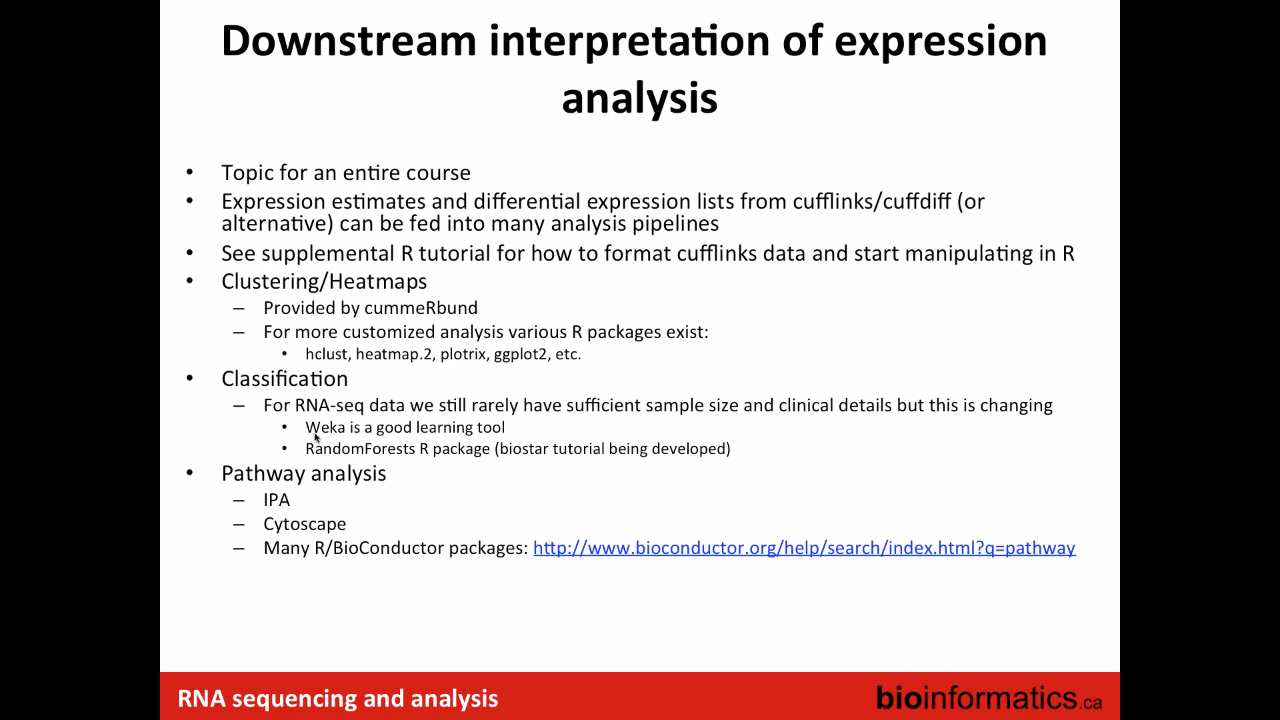 Downstream interpretation of expression
analysis
• Topic for an entire course
• Expression estimates and differential expression lists from cufflinks/cuffdiff (or
alternative) can be fed into many analysis pipelines
• See supplemental R tutorial for how to format cufflinks data and start manipulating in R
• Clustering/Heatmaps
– Provided by cummeRbund
– For more customized analysis various R packages exist:
• hclust, heatmap.2, plotrix, ggplot2, etc.
• Classification
– For RNA-seq data we still rarely have sufficient sample size and clinical details but this is changing
• Weka is a good learning tool
• RandomForests R package (biostar tutorial being developed)
• Pathway analysis
– IPA
– Cytoscape
– Many R/BioConductor packages: http://www.bioconductor.org/help/search/index.html?q=pathway
RNA sequencing and analysis
bioinformatics.ca